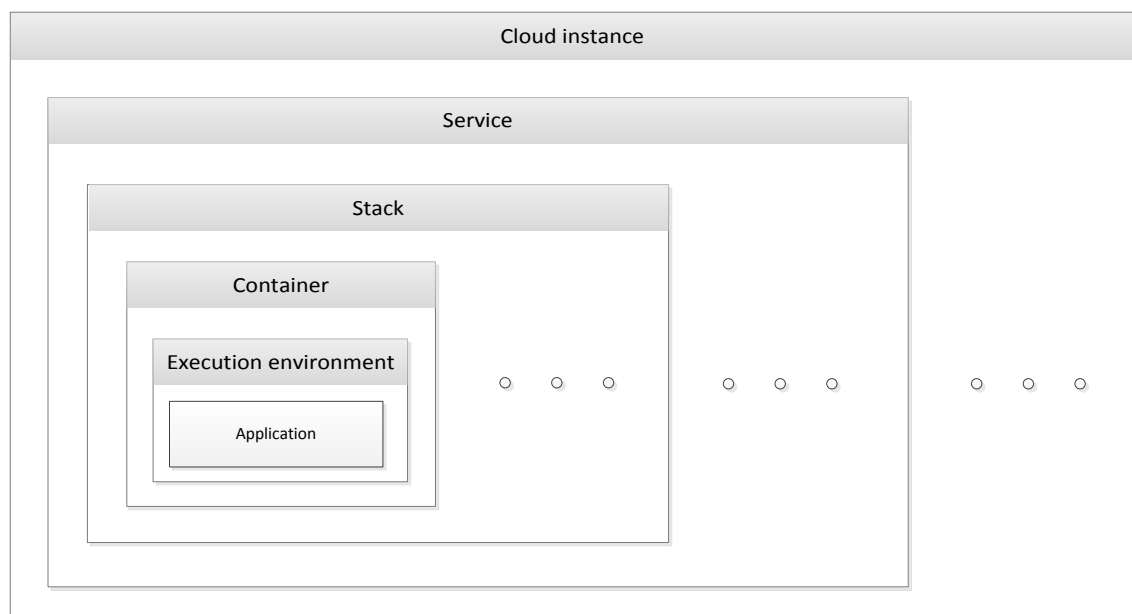 Cloud instance
Service
Stack
Container
Execution environment
Application